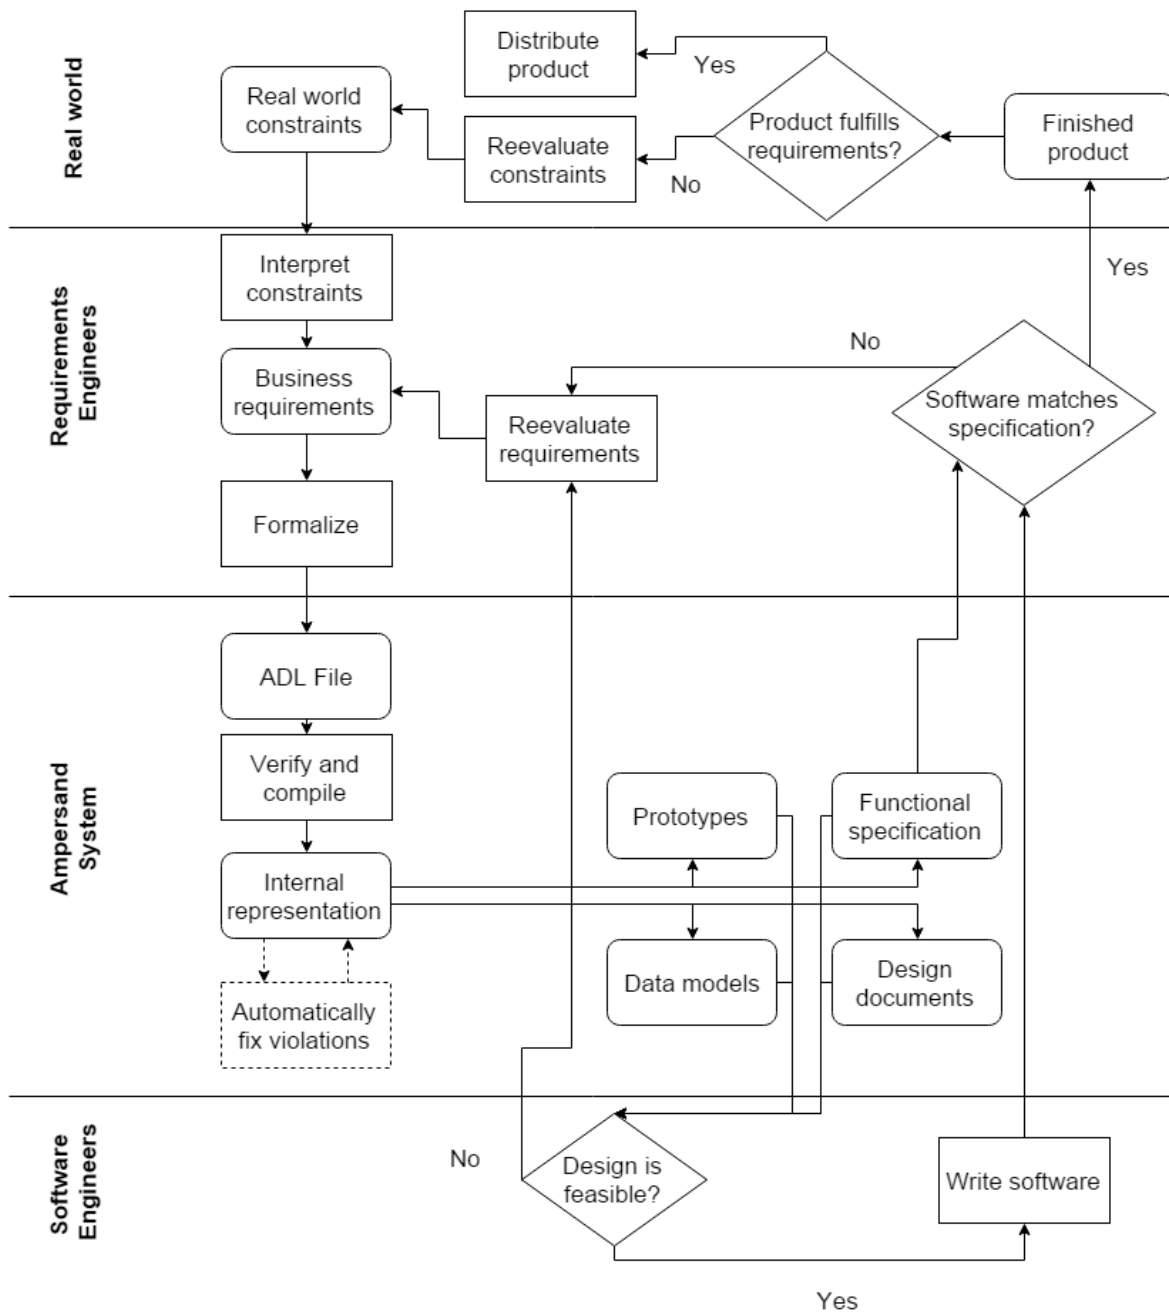 Real world
Distribute
product
Yes
Real world
constraints
Reevaluate
constraints
No
Product fulfills
requirements?
Finished
product
Requirements
Engineers
Interpret
constraints
Yes
No
Business
requirements
Reevaluate
requirements
Software matches
specification?
Formalize
Ampersand
System
ADL File
Verify and
compile
Prototypes
Functional
specification
Internal
representation
Data models
Design
documents
Automatically
fix violations
Software
Engineers
No
Design is
feasible?
Write software
Yes